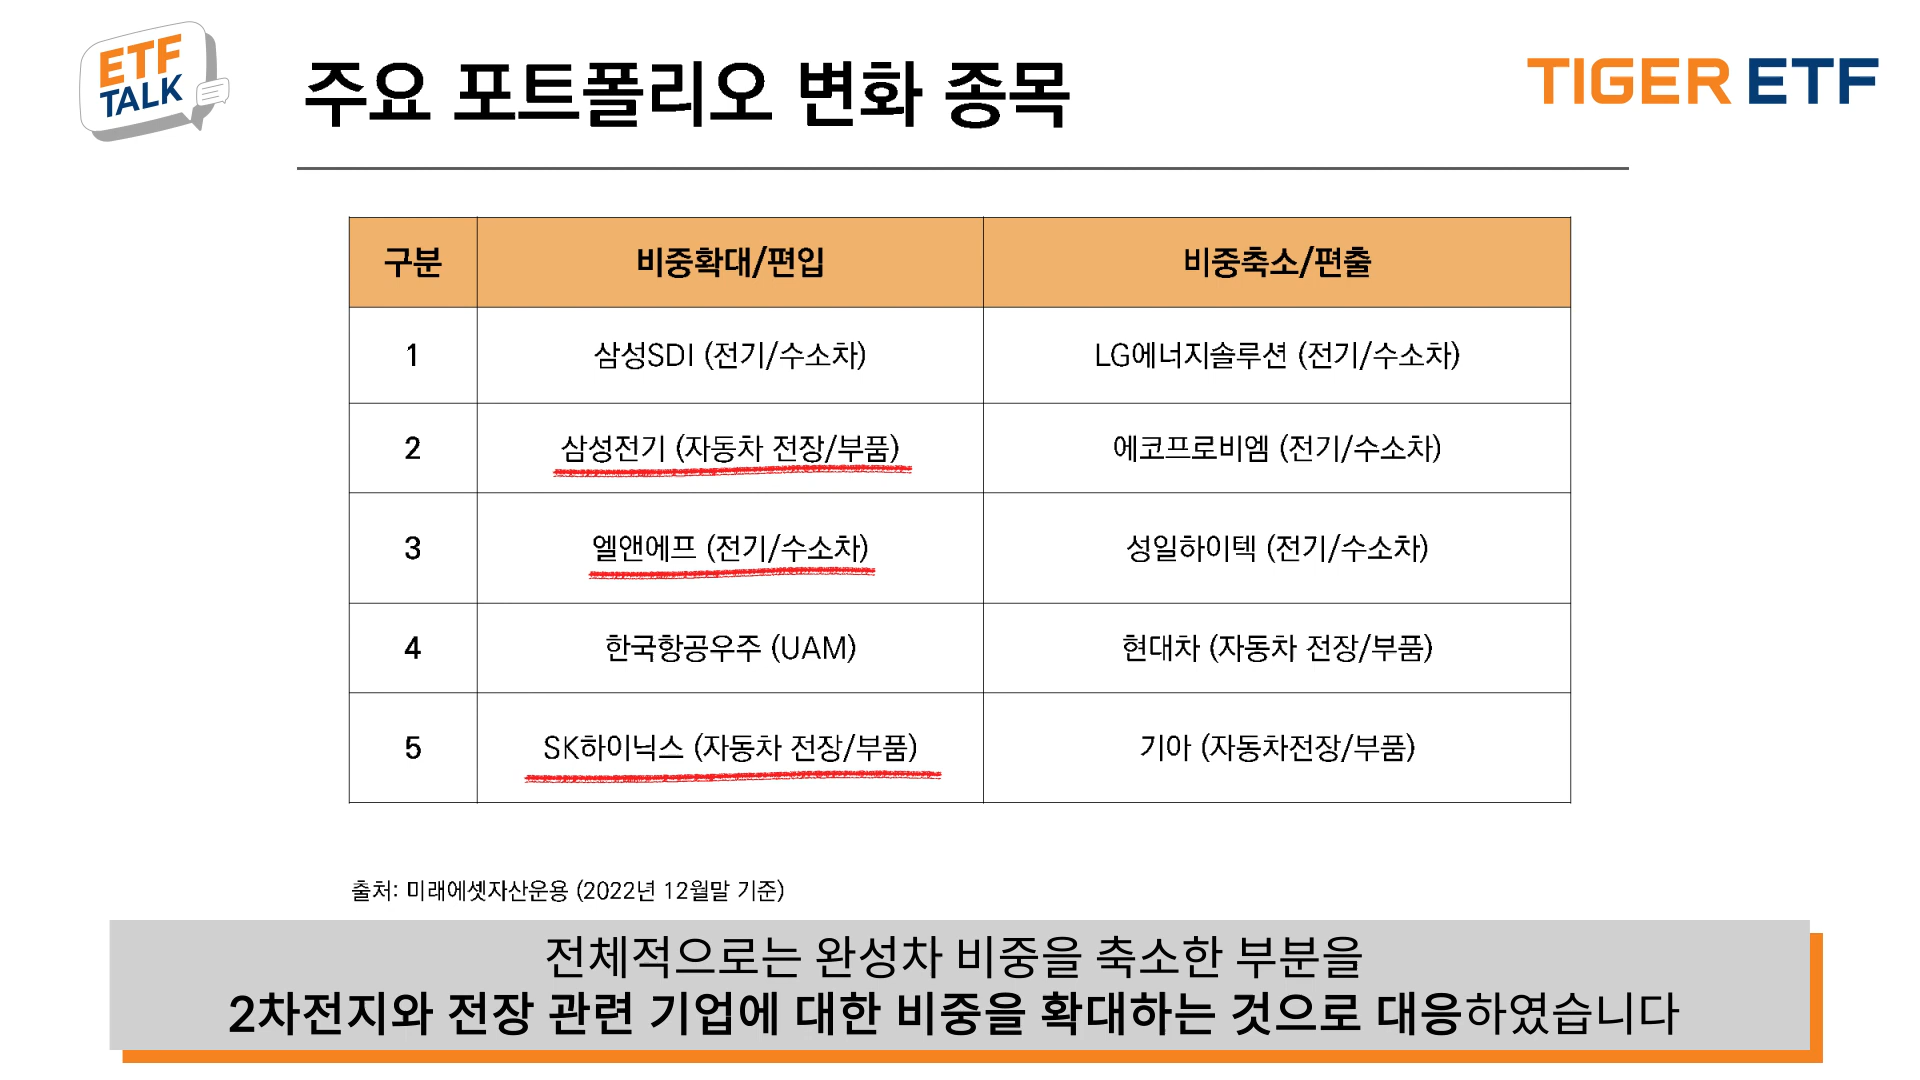 ETF
TALK
주요 포트폴리오 변화 종목
TIGER ETF
구분 비중확대/편입 비중축소/편출
1 삼성SDI (전기/수소차) LG에너지솔루션 (전기/수소차)
2 삼성전기 (자동차 전장/부품) 에코프로비엠 (전기/수소차)
3 엘앤에프 (전기/수소차) 성일하이텍 (전기/수소차)
4 한국항공우주 (UAM) 현대차 (자동차 전장/부품)
5 SK하이닉스 (자동차 전장/부품) 기아 (자동차전장/부품)
출처: 미래에셋자산운용 (2022년 12월말 기준)
전체적으로는 완성차 비중을 축소한 부분을
2차전지와 전장 관련 기업에 대한 비중을 확대하는 것으로 대응하였습니다